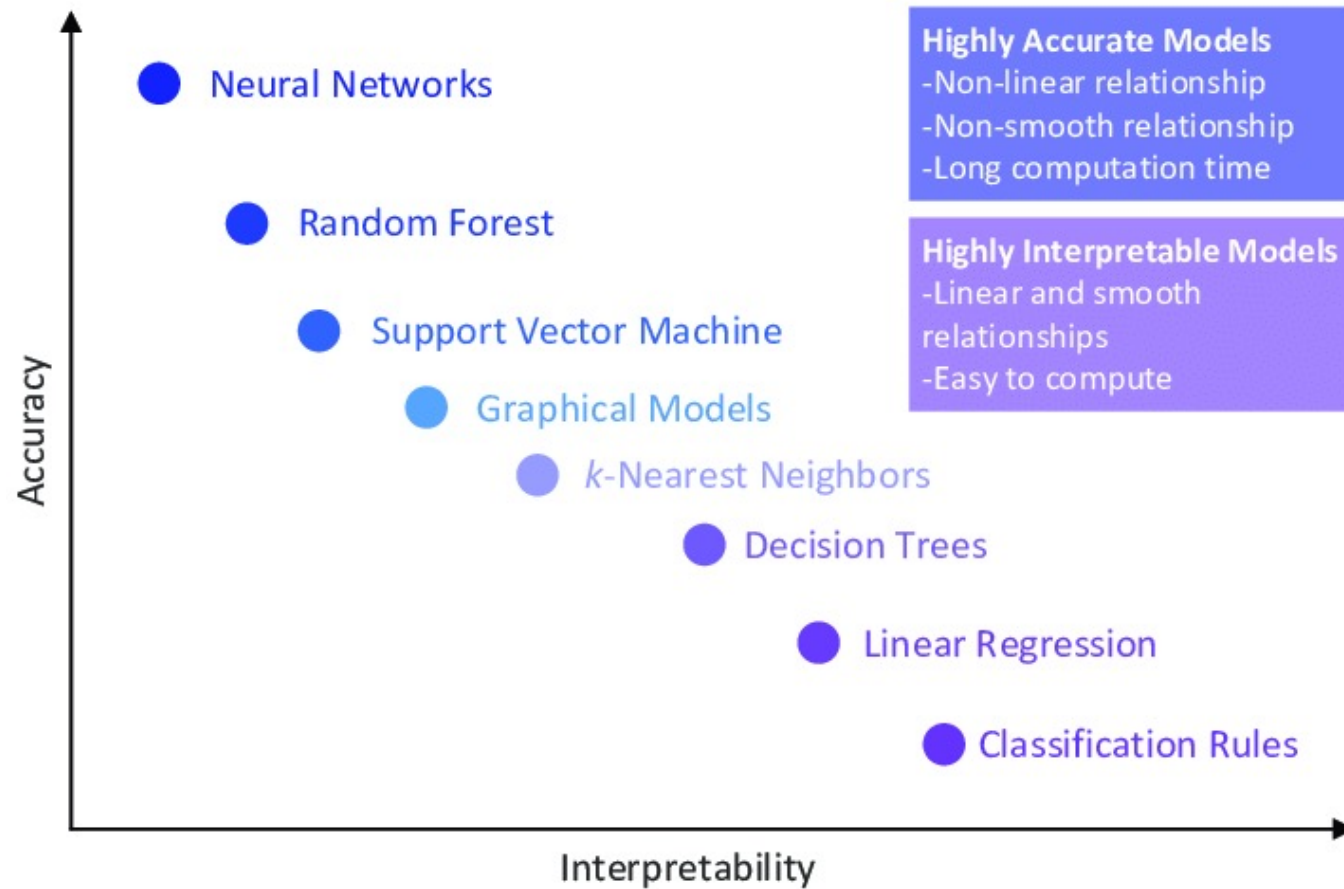 Neural Networks
Random Forest
Support Vector Machine
Graphical Models
k-Nearest Neighbors
Decision Trees
Linear Regression
Classification Rules
Highly Accurate Models
-Non-linear relationship
-Non-smooth relationship
-Long computation time
Highly Interpretable Models
-Linear and smooth
relationships
-Easy to compute
Accuracy
Interpretability